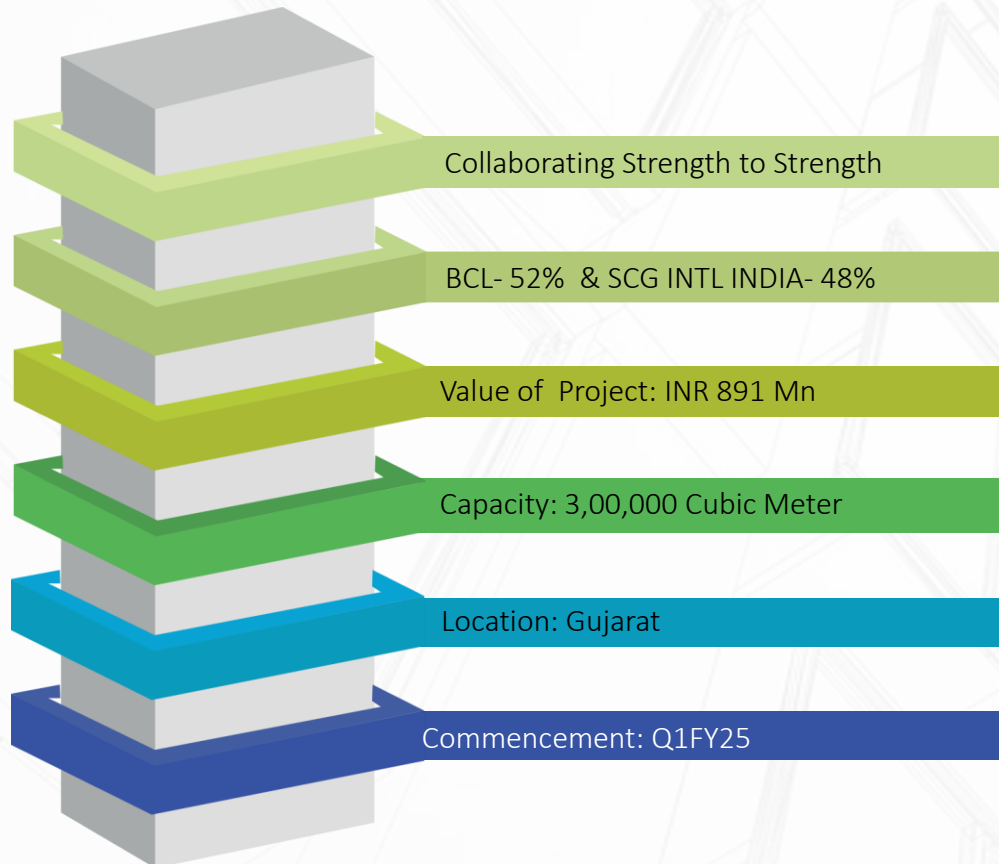 Collaborating Strength to Strength
BCL- 52% & SCG INTL INDIA- 48%
Value of Project: INR 891 Mn
Capacity: 3,00,000 Cubic Meter
Location: Gujarat
Commencement: Q1FY25